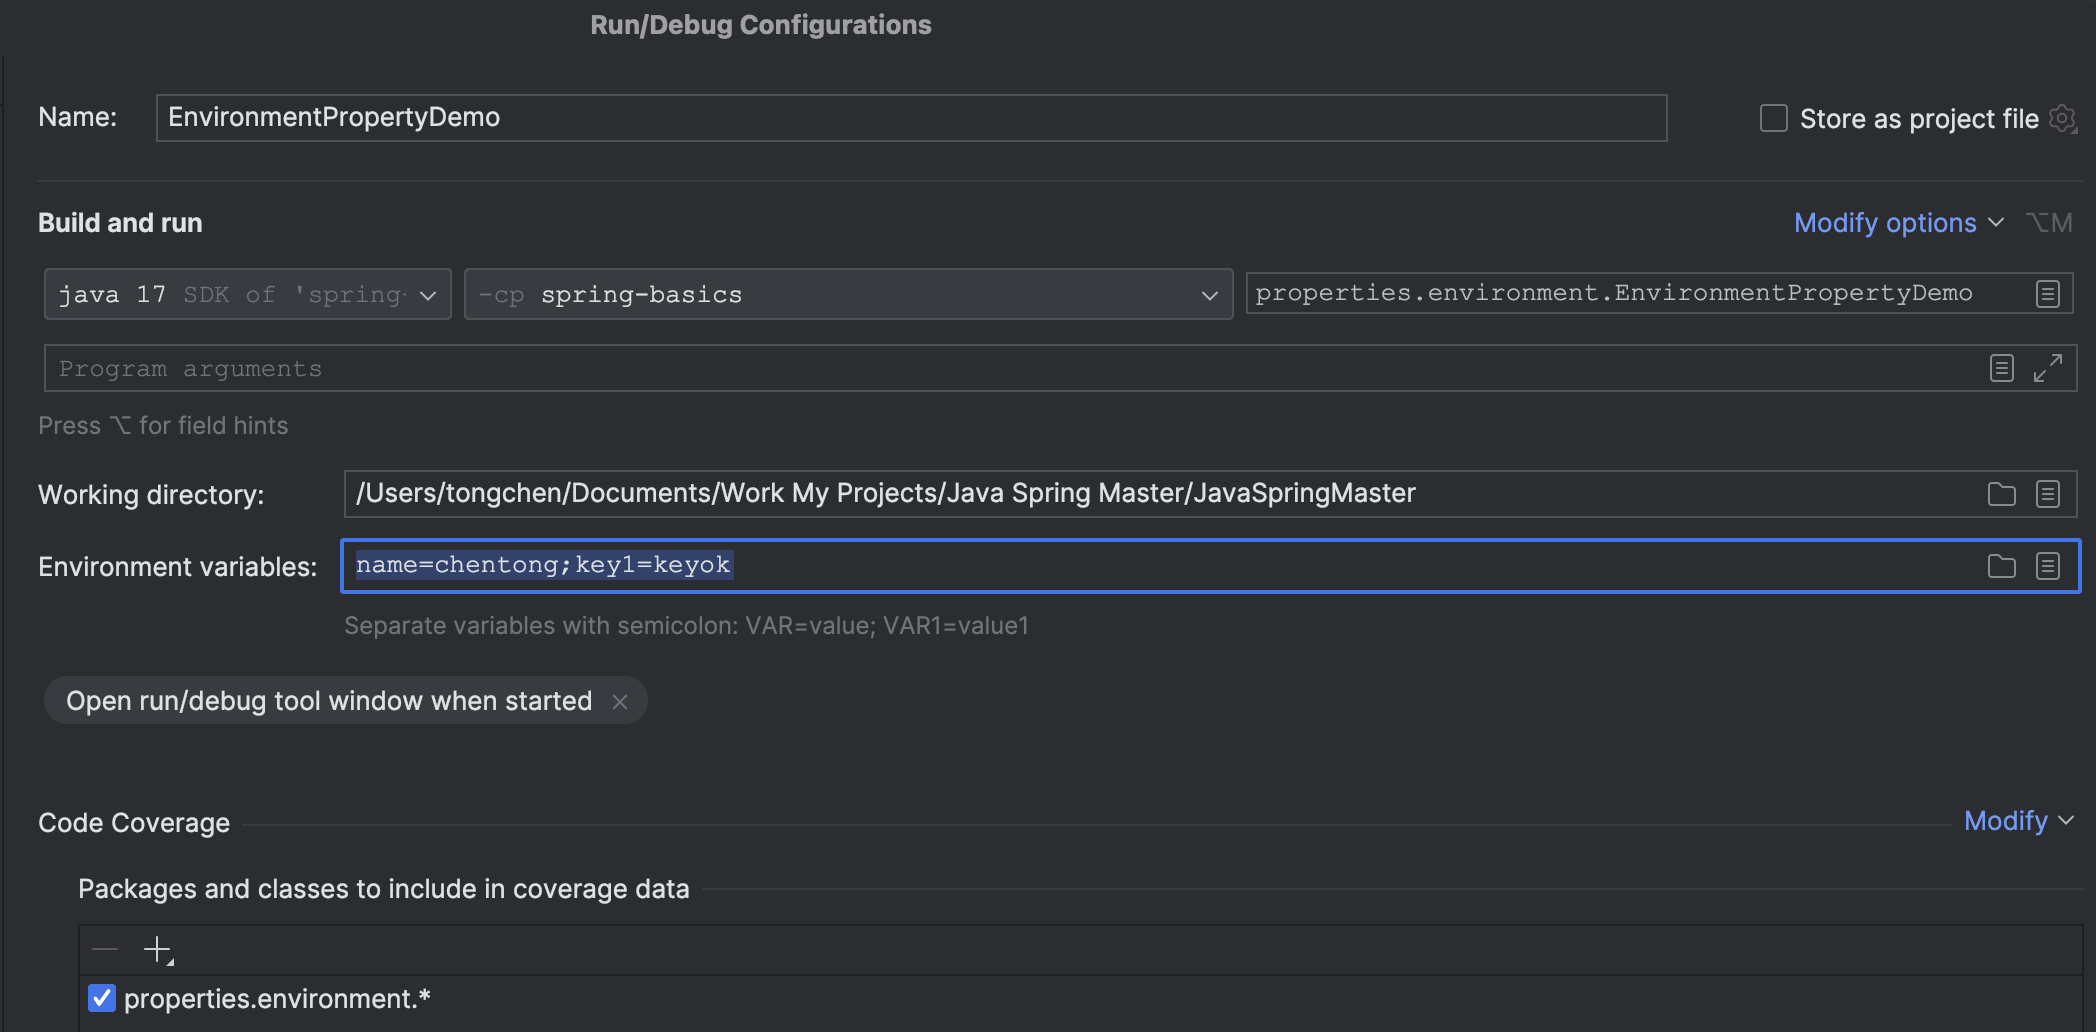 Run/Debug Configurations
Name: EnvironmentPropertyDemo Store as project file
Build and run Modify options ⌥M
java 17 SDK of 'spring- -cp spring-basics properties.environment.EnvironmentPropertyDemo
Program arguments
Press ⌥ for field hints
Working directory: /Users/tongchen/Documents/Work My Projects/Java Spring Master/JavaSpringMaster
Environment variables: name=chentong;key1=keyok
Separate variables with semicolon: VAR=value; VAR1=value1
Open run/debug tool window when started
Code Coverage Modify
Packages and classes to include in coverage data
properties.environment.*